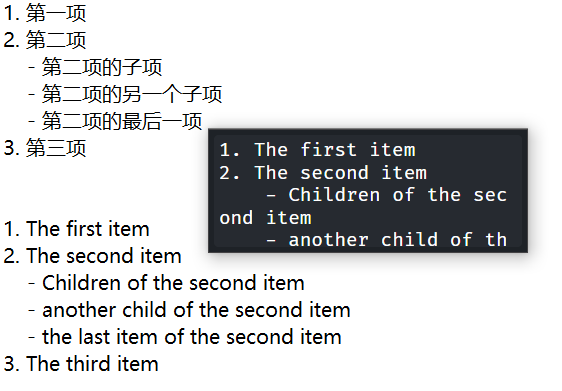 1. 第一项
2. 第二项
- 第二项的子项
- 第二项的另一个子项
- 第二项的最后一项
3. 第三项
1. The first item
2. The second item
- Children of the sec
ond item
- another child of th
1. The first item
2. The second item
- Children of the second item
- another child of the second item
- the last item of the second item
3. The third item